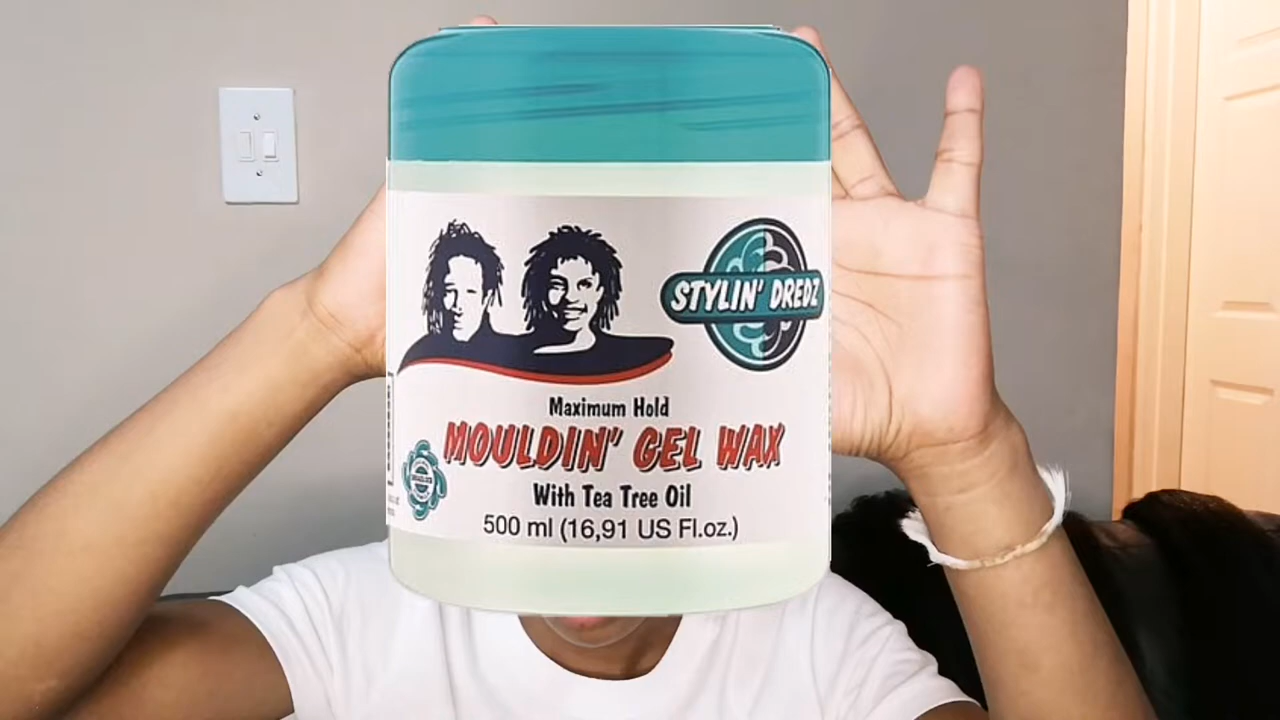 STYLIN' DREDZ
Maximum Hold
MOULDIN' GEL WAX
With Tea Tree Oil
500 ml (16,91 US Fl.oz.)